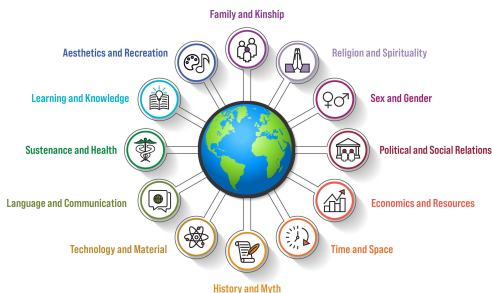 Family and Kinship
Aesthetics and Recreation
Religion and Spirituality
Learning and Knowledge
Sex and Gender
Sustenance and Health
Political and Social Relations
Language and Communication
Economics and Resources
Technology and Material
Time and Space
History and Myth